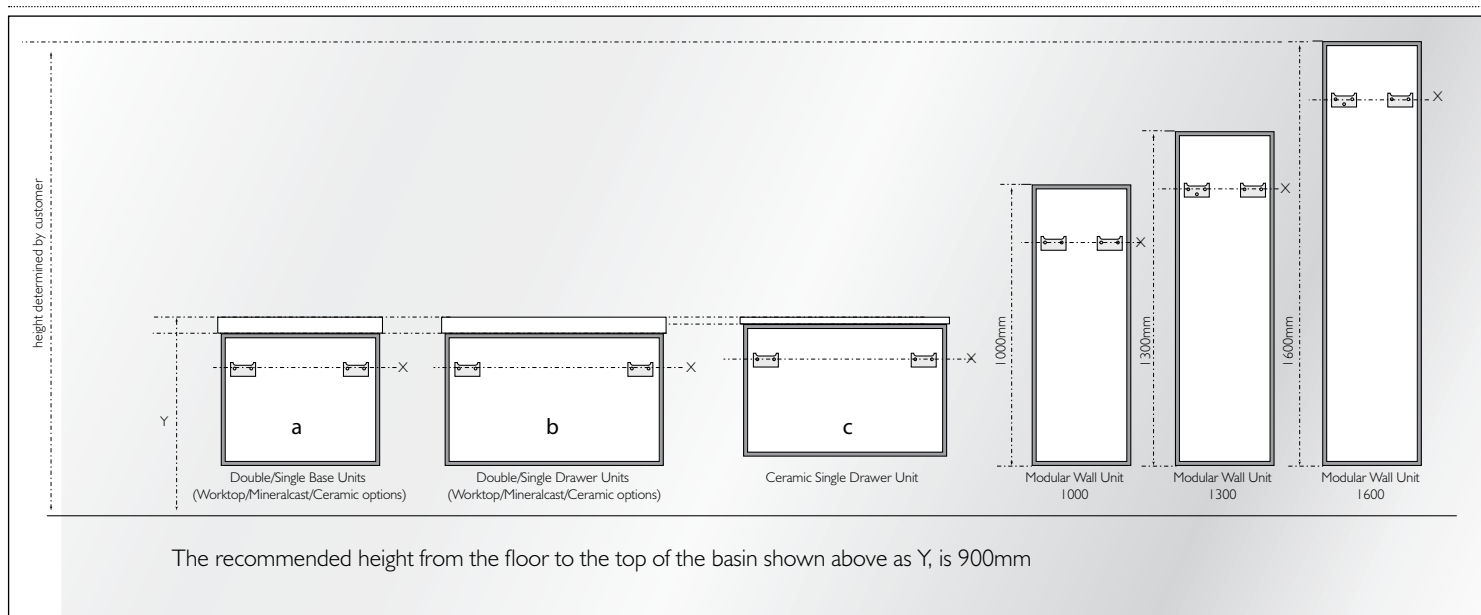 height determined by customer
Y
X
a
Double/Single Base Units
(Worktop/Mineralcast/Ceramic options)
X
b
Double/Single Drawer Units
(Worktop/Mineralcast/Ceramic options)
X
c
Ceramic Single Drawer Unit
1000mm
X
Modular Wall Unit
1000
1300mm
X
Modular Wall Unit
1300
1600mm
X
Modular Wall Unit
1600
The recommended height from the floor to the top of the basin shown above as Y, is 900mm